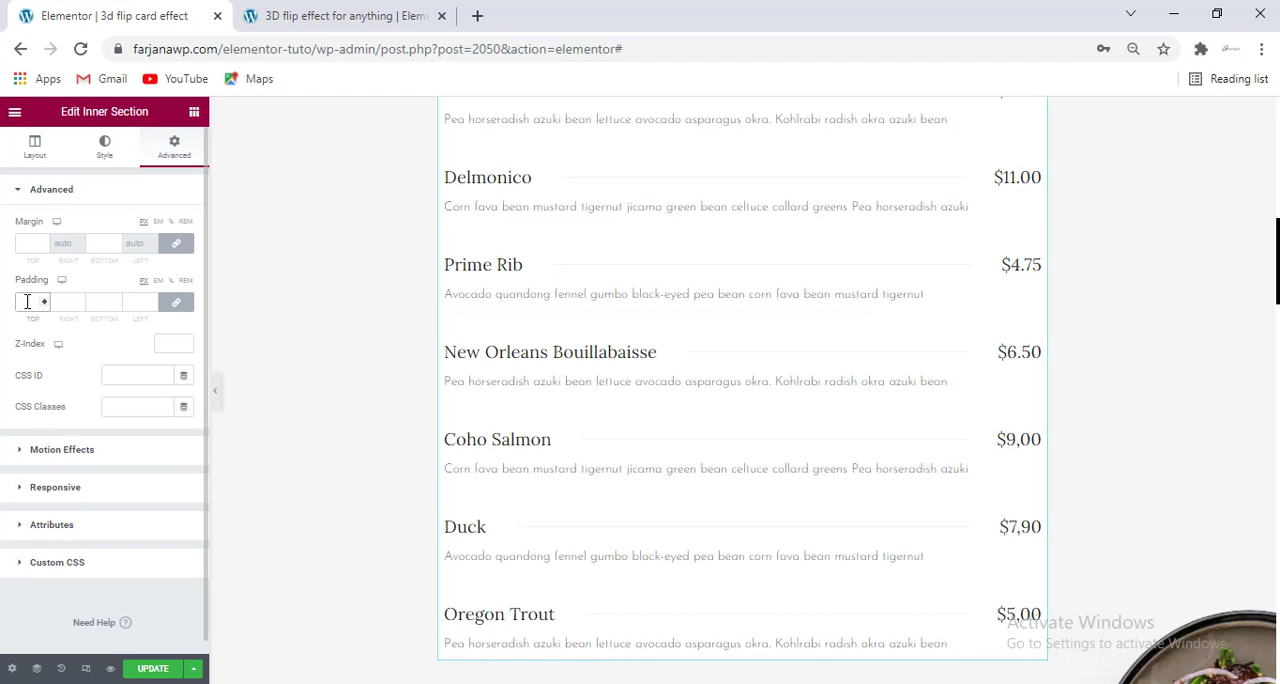 Elementor | 3d flip card effect
3D flip effect for anything | Elem
farjanawp.com/elementor-tuto/wp-admin/post.php?post=2050&action=elementor#
Apps Gmail YouTube Maps Reading list
Edit Inner Section
Layout Style Advanced
Advanced
Margin PX EM % REM
auto auto
TOP RIGHT BOTTOM LEFT
Padding PX EM % REM
TOP RIGHT BOTTOM LEFT
Z-Index
CSS ID
CSS Classes
Motion Effects
Responsive
Attributes
Custom CSS
Need Help ?
UPDATE
Pea horseradish azuki bean lettuce avocado asparagus okra. Kohlrabi radish okra azuki bean
Delmonico $11.00
Corn fava bean mustard tigernut jicama green bean celtuce collard greens Pea horseradish azuki
Prime Rib $4.75
Avocado quandong fennel gumbo black-eyed pea bean corn fava bean mustard tigernut
New Orleans Bouillabaisse $6.50
Pea horseradish azuki bean lettuce avocado asparagus okra. Kohlrabi radish okra azuki bean
Coho Salmon $9,00
Corn fava bean mustard tigernut jicama green bean celtuce collard greens Pea horseradish azuki
Duck $7,90
Avocado quandong fennel gumbo black-eyed pea bean corn fava bean mustard tigernut
Oregon Trout $5,00
Pea horseradish azuki bean lettuce avocado asparagus okra. Kohlrabi radish okra azuki bean
Activate Windows
Go to Settings to activate Windows.